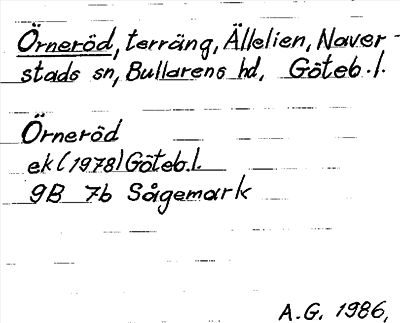 Örneröd, terräng, Ällelien, Naver-
stads sn, Bullarens hd, Göteb.l.
Örneröd
ek (1978) Göteb.l.
9B 7b Sågemark
A.G. 1986,